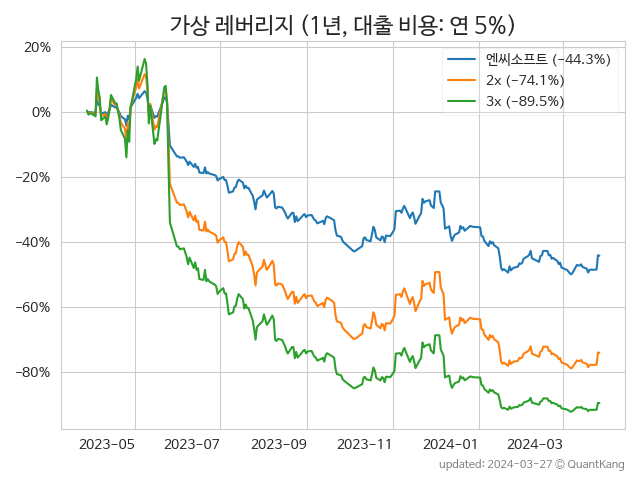 가상 레버리지 (1년, 대출 비용: 연 5%)
20%
0%
−20%
−40%
−60%
−80%
엔씨소프트 (−44.3%)
2x (−74.1%)
3x (−89.5%)
2023-05 2023-07 2023-09 2023-11 2024-01 2024-03
updated: 2024-03-27 © QuantKang